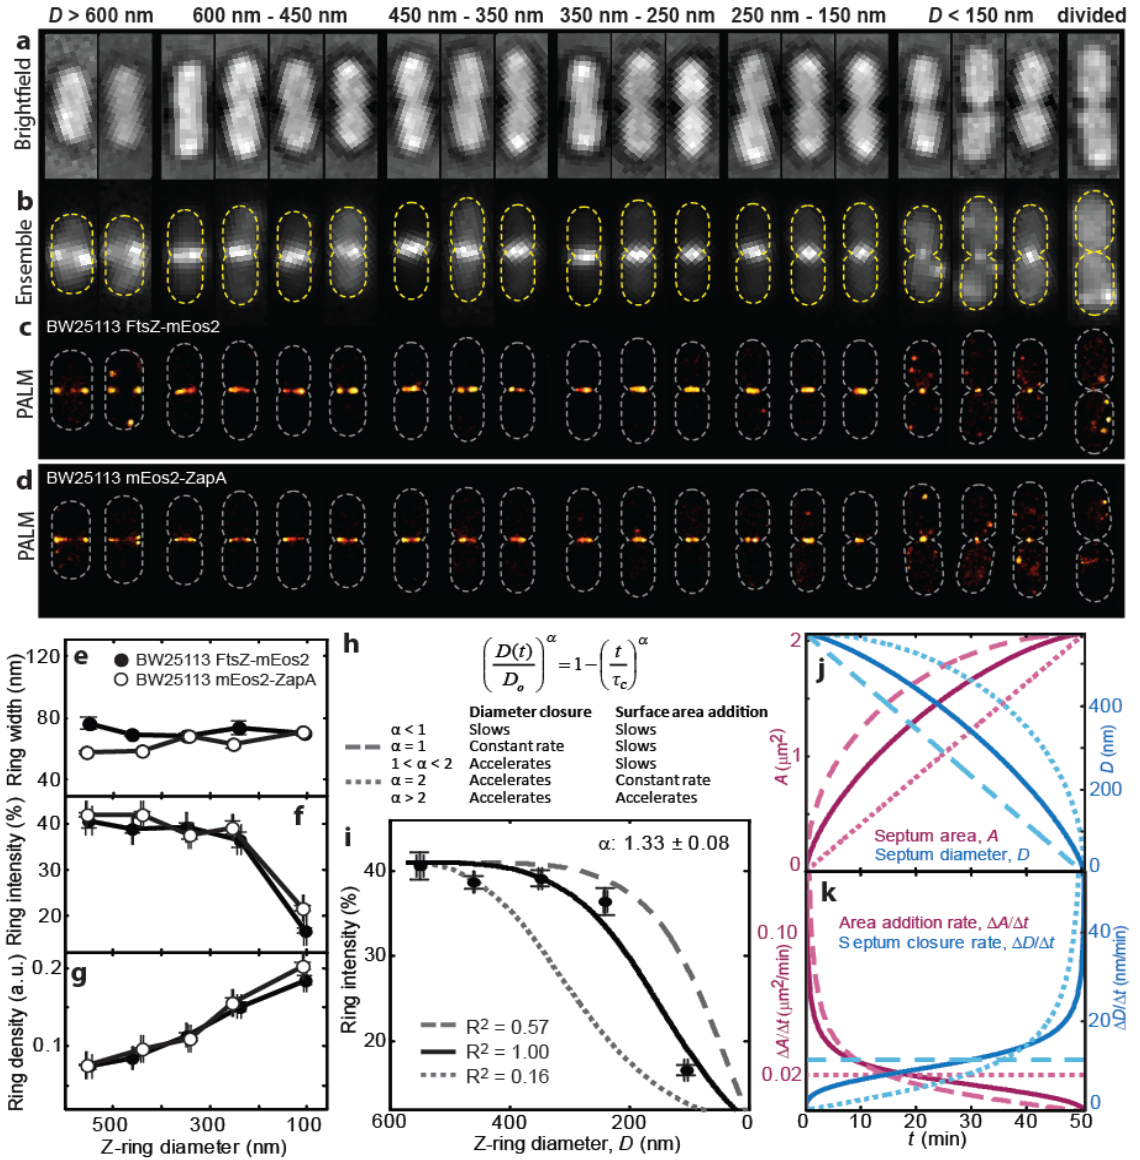 D > 600 nm 600 nm - 450 nm 450 nm - 350 nm 350 nm - 250 nm 250 nm - 150 nm D < 150 nm divided
a
Brightfield
b
Ensemble
c
BW25113 FtsZ-mEos2
PALM
d
BW25113 mEos2-ZapA
PALM
e
BW25113 FtsZ-mEos2
BW25113 mEos2-ZapA
Ring width (nm)
120
80
40
f
Ring intensity (%)
40
30
20
g
Ring density (a.u.)
0.2
0.1
500 300 100
Z-ring diameter (nm)
h
(D(t)/Dₒ)^α = 1−(t/τ_c)^α
Diameter closure Surface area addition
α < 1 Slows Slows
α = 1 Constant rate Slows
1 < α < 2 Accelerates Slows
α = 2 Accelerates Constant rate
α > 2 Accelerates Accelerates
i
α: 1.33 ± 0.08
Ring intensity (%)
40
30
20
R² = 0.57
R² = 1.00
R² = 0.16
600 400 200 0
Z-ring diameter, D (nm)
j
A (μm²)
2
1
0
D (nm)
400
200
0
Septum area, A
Septum diameter, D
k
Area addition rate, ΔA/Δt
Septum closure rate, ΔD/Δt
ΔA/Δt (μm²/min)
0.10
0.02
ΔD/Δt (nm/min)
40
20
0
0 10 20 30 40 50
t (min)